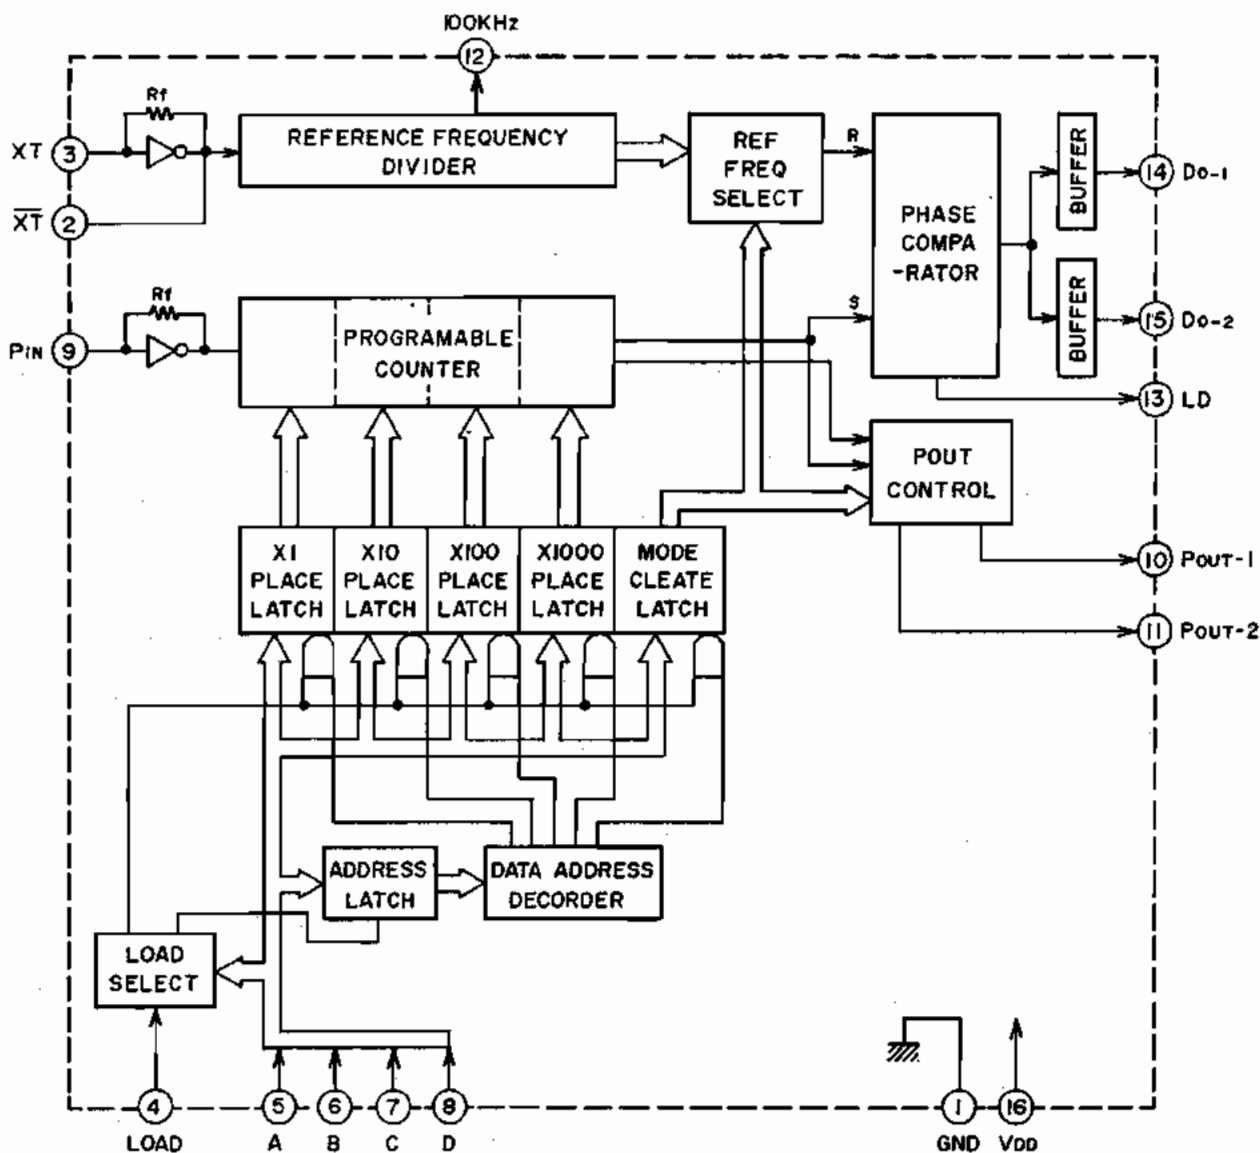 100KHz
12
Rf
XT 3
REFERENCE FREQUENCY
DIVIDER
REF
FREQ
SELECT
R
PHASE
COMPA
-RATOR
BUFFER
14 Do-1
X̅T̅ 2
Rf
PIN 9
PROGRAMABLE
COUNTER
S
BUFFER
15 Do-2
13 LD
POUT
CONTROL
X1
PLACE
LATCH
X10
PLACE
LATCH
X100
PLACE
LATCH
X1000
PLACE
LATCH
MODE
CLEATE
LATCH
10 POUT-1
11 POUT-2
ADDRESS
LATCH
DATA ADDRESS
DECORDER
LOAD
SELECT
4
5
6
7
8
1
16
LOAD
A
B
C
D
GND
VDD